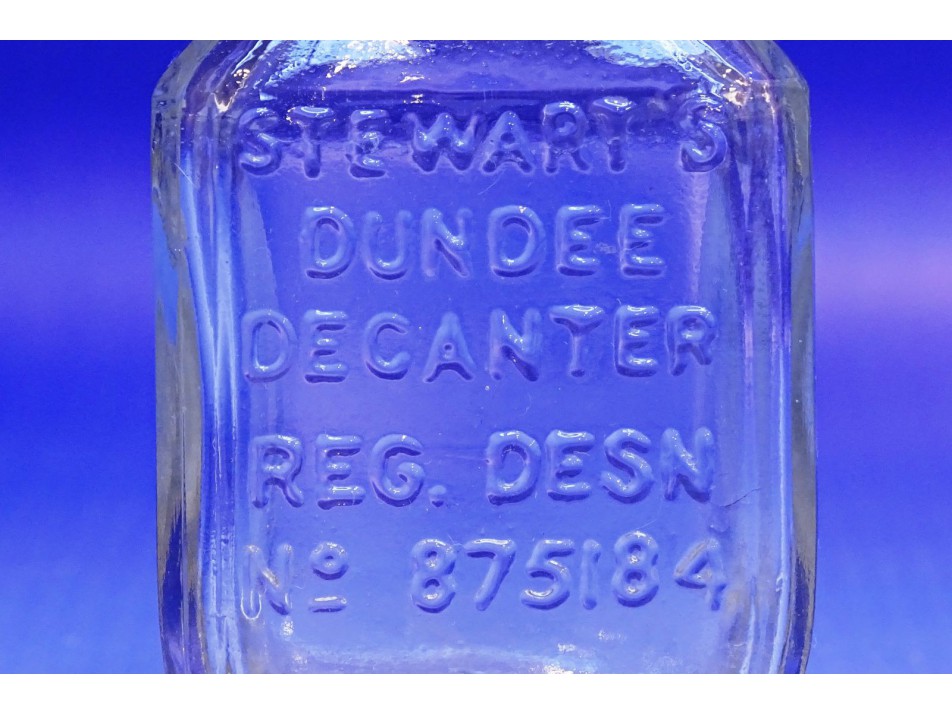 STEWART'S
DUNDEE
DECANTER
REG. DESN
Nº 875184